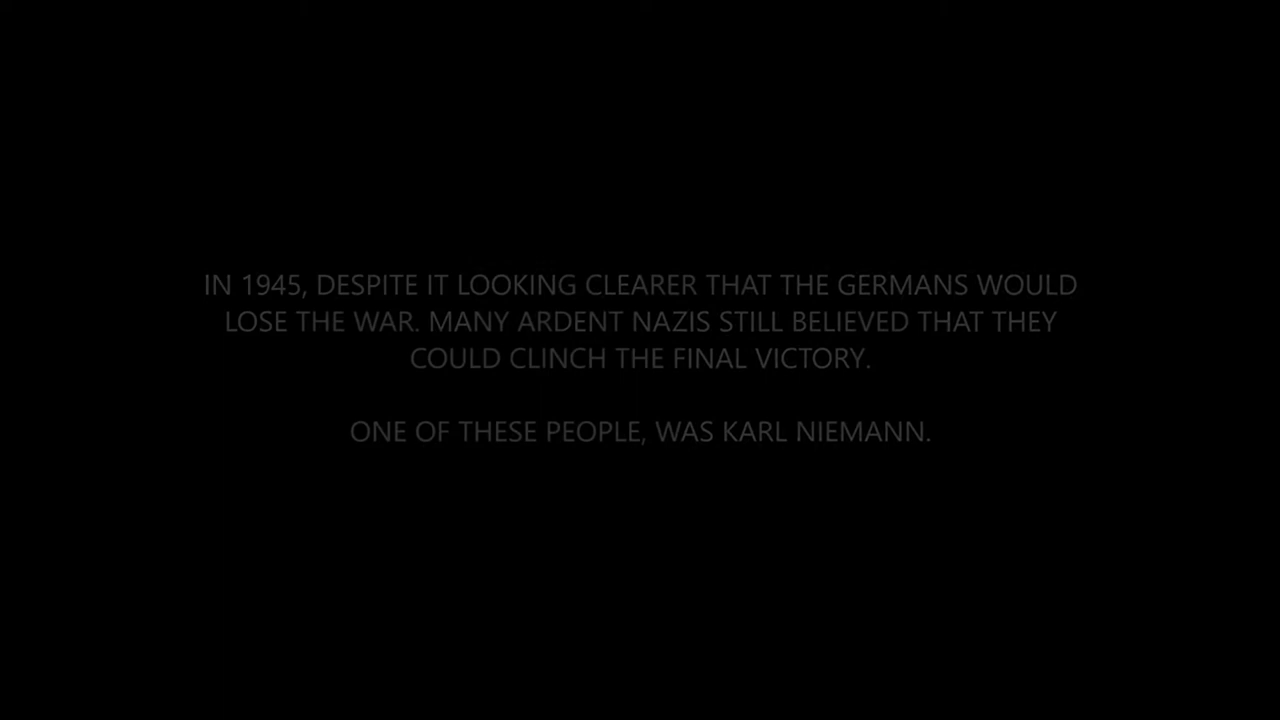 IN 1945, DESPITE IT LOOKING CLEARER THAT THE GERMANS WOULD
LOSE THE WAR. MANY ARDENT NAZIS STILL BELIEVED THAT THEY
COULD CLINCH THE FINAL VICTORY.
ONE OF THESE PEOPLE, WAS KARL NIEMANN.